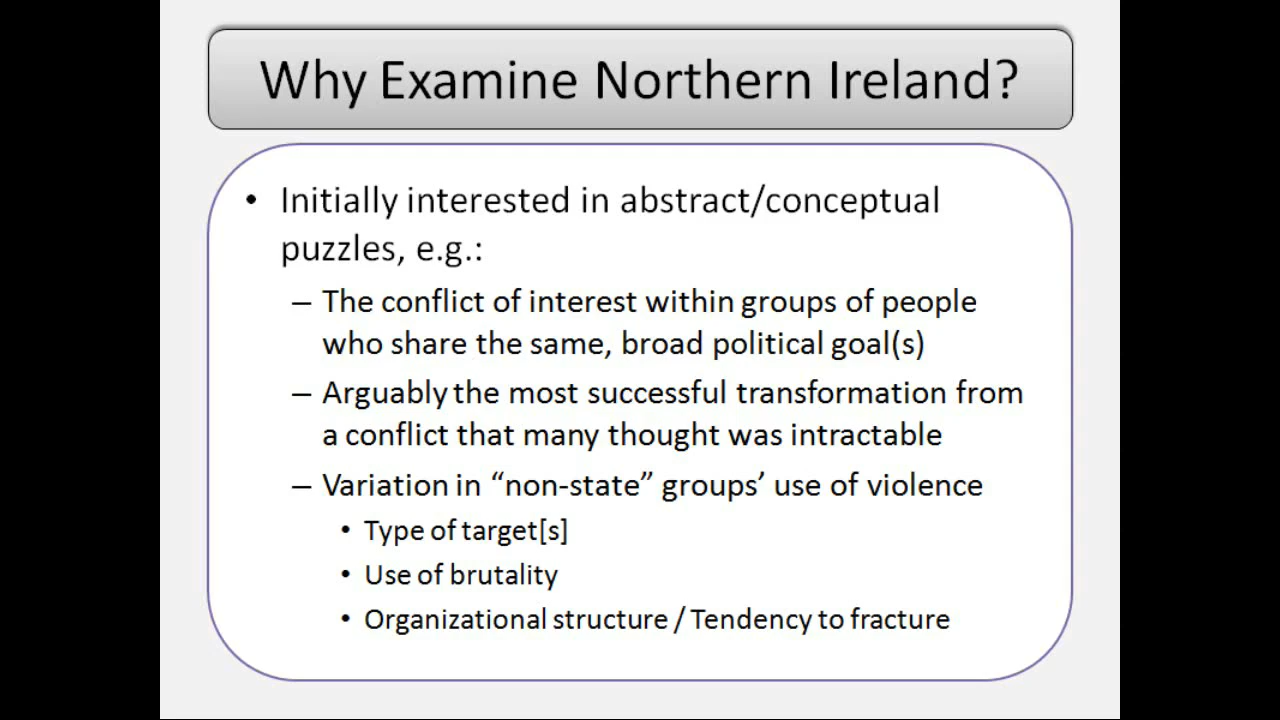 Why Examine Northern Ireland?
• Initially interested in abstract/conceptual
puzzles, e.g.:
– The conflict of interest within groups of people
who share the same, broad political goal(s)
– Arguably the most successful transformation from
a conflict that many thought was intractable
– Variation in “non-state” groups’ use of violence
• Type of target[s]
• Use of brutality
• Organizational structure / Tendency to fracture